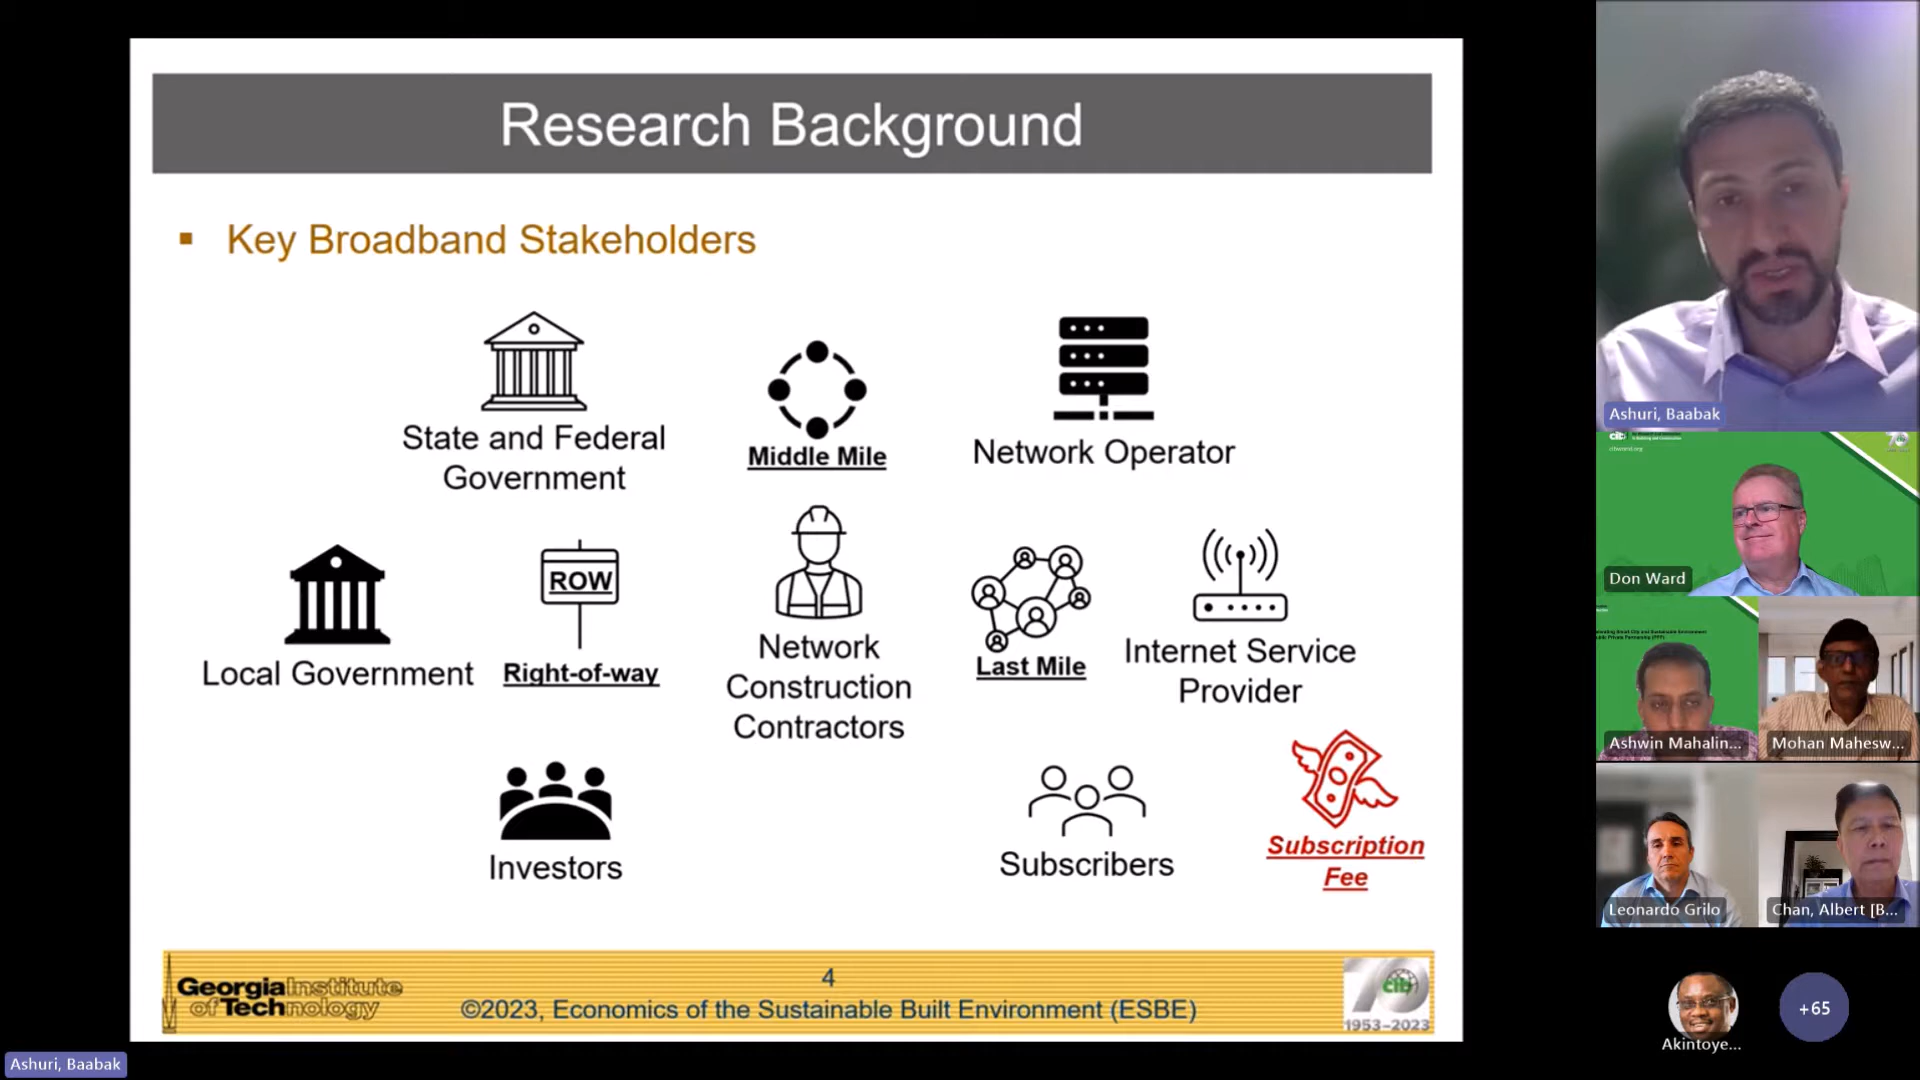 Research Background
▪ Key Broadband Stakeholders
State and Federal
Government
Middle Mile
Network Operator
Local Government
ROW
Right-of-way
Network
Construction
Contractors
Last Mile
Internet Service
Provider
Investors
Subscribers
Subscription
Fee
Georgia Institute
of Technology
4
©2023, Economics of the Sustainable Built Environment (ESBE)
70
cib
1953–2023
Ashuri, Baabak
Ashuri, Baabak
cib
Don Ward
Ashwin Mahalin...
Mohan Mahesw...
Leonardo Grilo
Chan, Albert [B...
Akintoye...
+65